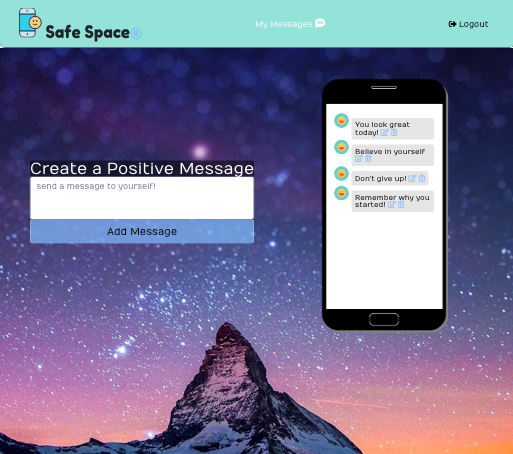 Safe Space
My Messages
Logout
Create a Positive Message
send a message to yourself!
Add Message
You look great
today!
Believe in yourself
Don't give up!
Remember why you
started!